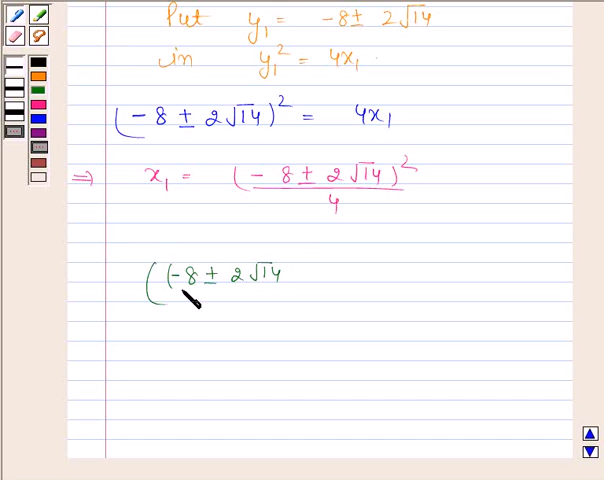 Put y₁ = -8 ± 2√14
in y₁² = 4x₁.
(-8 ± 2√14)² = 4x₁
⇒ x₁ = (-8 ± 2√14)² / 4
((-8 ± 2√14